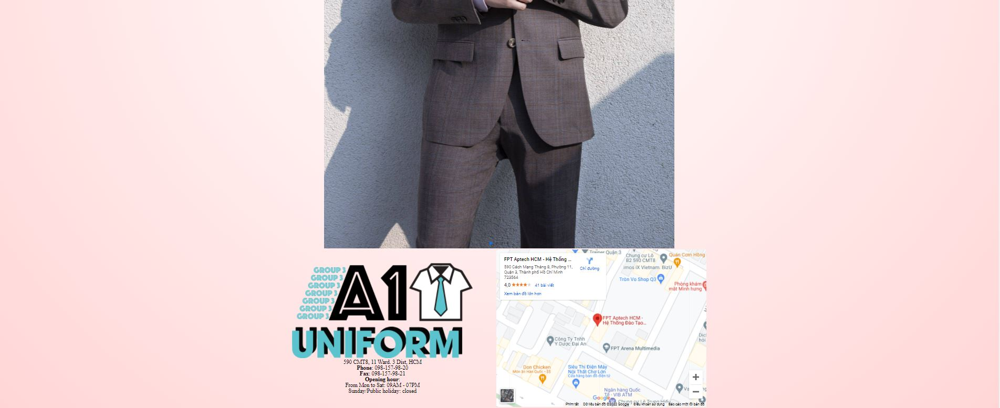 GROUP 3
GROUP 3
GROUP 3
GROUP 3
GROUP 3
GROUP 3
GROUP 3
A1
UNIFORM
590 CMT8, 11 Ward. 3 Dist, HCM
Phone: 098-157-98-20
Fax: 098-157-98-21
Opening hour:
From Mon to Sat: 09AM - 07PM
Sunday/Public holiday: closed
FPT Aptech HCM - Hệ Thống ...
590 Cách Mạng Tháng 8, Phường 11,
Quận 3, Thành phố Hồ Chí Minh
723564
4,0
41 bài viết
Xem bản đồ lớn hơn
Chỉ đường
Trainer Quận 3
Chung cư Lô
B2 590 CMT8
imos iX Vietnam. BizU
Quán Cơn Hồng
Tròn Vo Shop Q3
Phòng khám
mắt Minh hưng
FPT Aptech HCM -
Hệ Thống Đào Tạo...
Công Ty Tnhh
Y Dược Đại An
FPT Arena Multimedia
Don Chicken
Món ăn Hàn Quốc - $$
Siêu Thị Điện Máy
Nội Thất Chợ Lớn
Cửa hàng bán đồ điện tử
Ngân hàng Quốc
Tế - VIB ATM
Chung cư Lê Trung Hiếu
Google
Phím tắt
Dữ liệu bản đồ ©2022 Google
Điều khoản sử dụng
Báo cáo một lỗi bản đồ